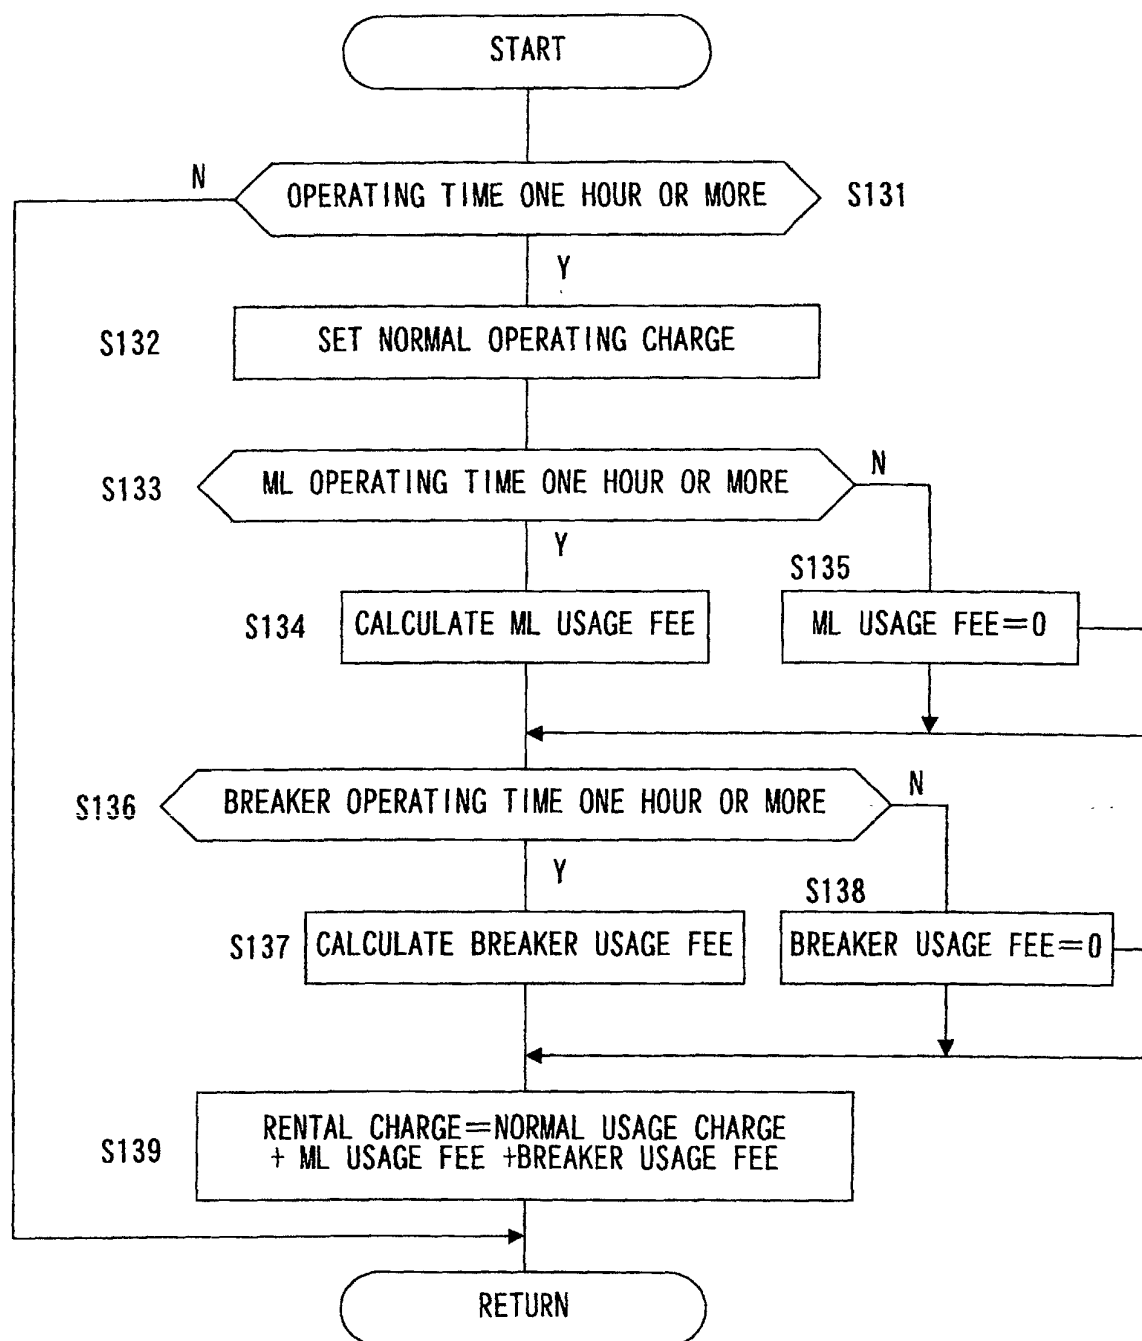 START
N
OPERATING TIME ONE HOUR OR MORE
S131
Y
S132
SET NORMAL OPERATING CHARGE
S133
ML OPERATING TIME ONE HOUR OR MORE
N
Y
S135
S134
CALCULATE ML USAGE FEE
ML USAGE FEE=0
S136
BREAKER OPERATING TIME ONE HOUR OR MORE
N
Y
S138
S137
CALCULATE BREAKER USAGE FEE
BREAKER USAGE FEE=0
S139
RENTAL CHARGE=NORMAL USAGE CHARGE
+ ML USAGE FEE +BREAKER USAGE FEE
RETURN